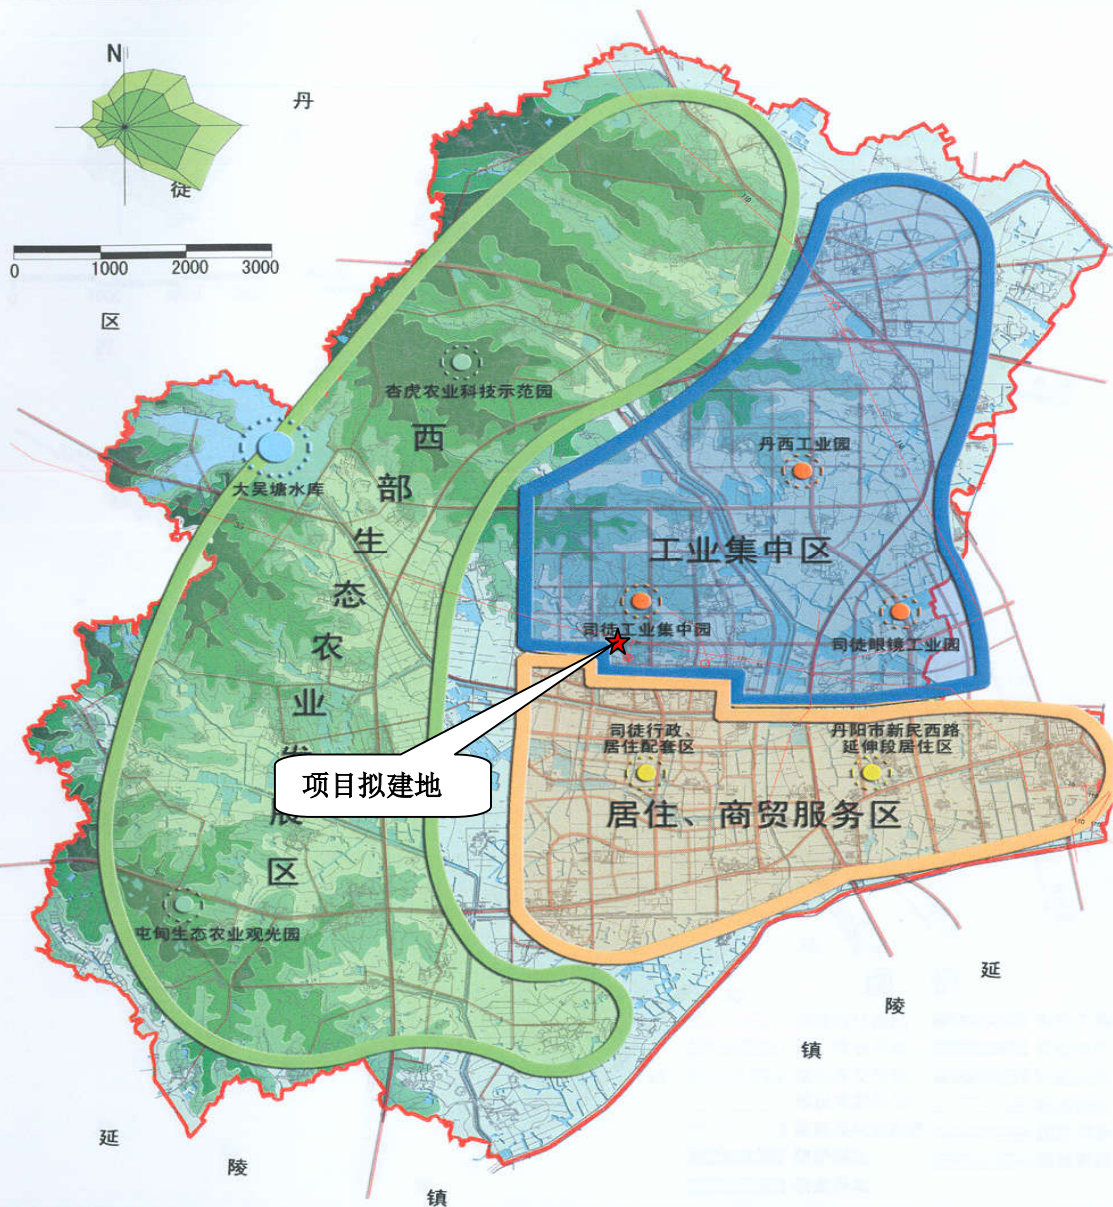 N
丹
徒
区
0 1000 2000 3000
杏虎农业科技示范园
大吴塘水库
西部生态农业发展区
丹西工业园
工业集中区
司徒工业集中园
司徒眼镜工业园
司徒行政、
居住配套区
丹阳市新民西路
延伸段居住区
项目拟建地
居住、商贸服务区
屯甸生态农业观光园
延
陵
镇
延
陵
镇